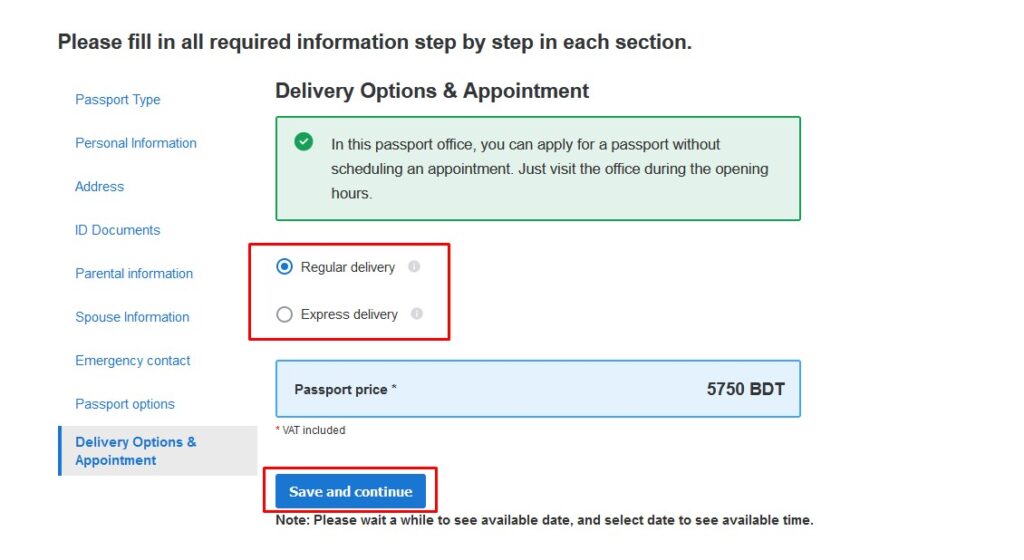 Please fill in all required information step by step in each section.
Passport Type
Personal Information
Address
ID Documents
Parental information
Spouse Information
Emergency contact
Passport options
Delivery Options &
Appointment
Delivery Options & Appointment
In this passport office, you can apply for a passport without
scheduling an appointment. Just visit the office during the opening
hours.
Regular delivery
Express delivery
Passport price * 5750 BDT
* VAT included
Save and continue
Note: Please wait a while to see available date, and select date to see available time.